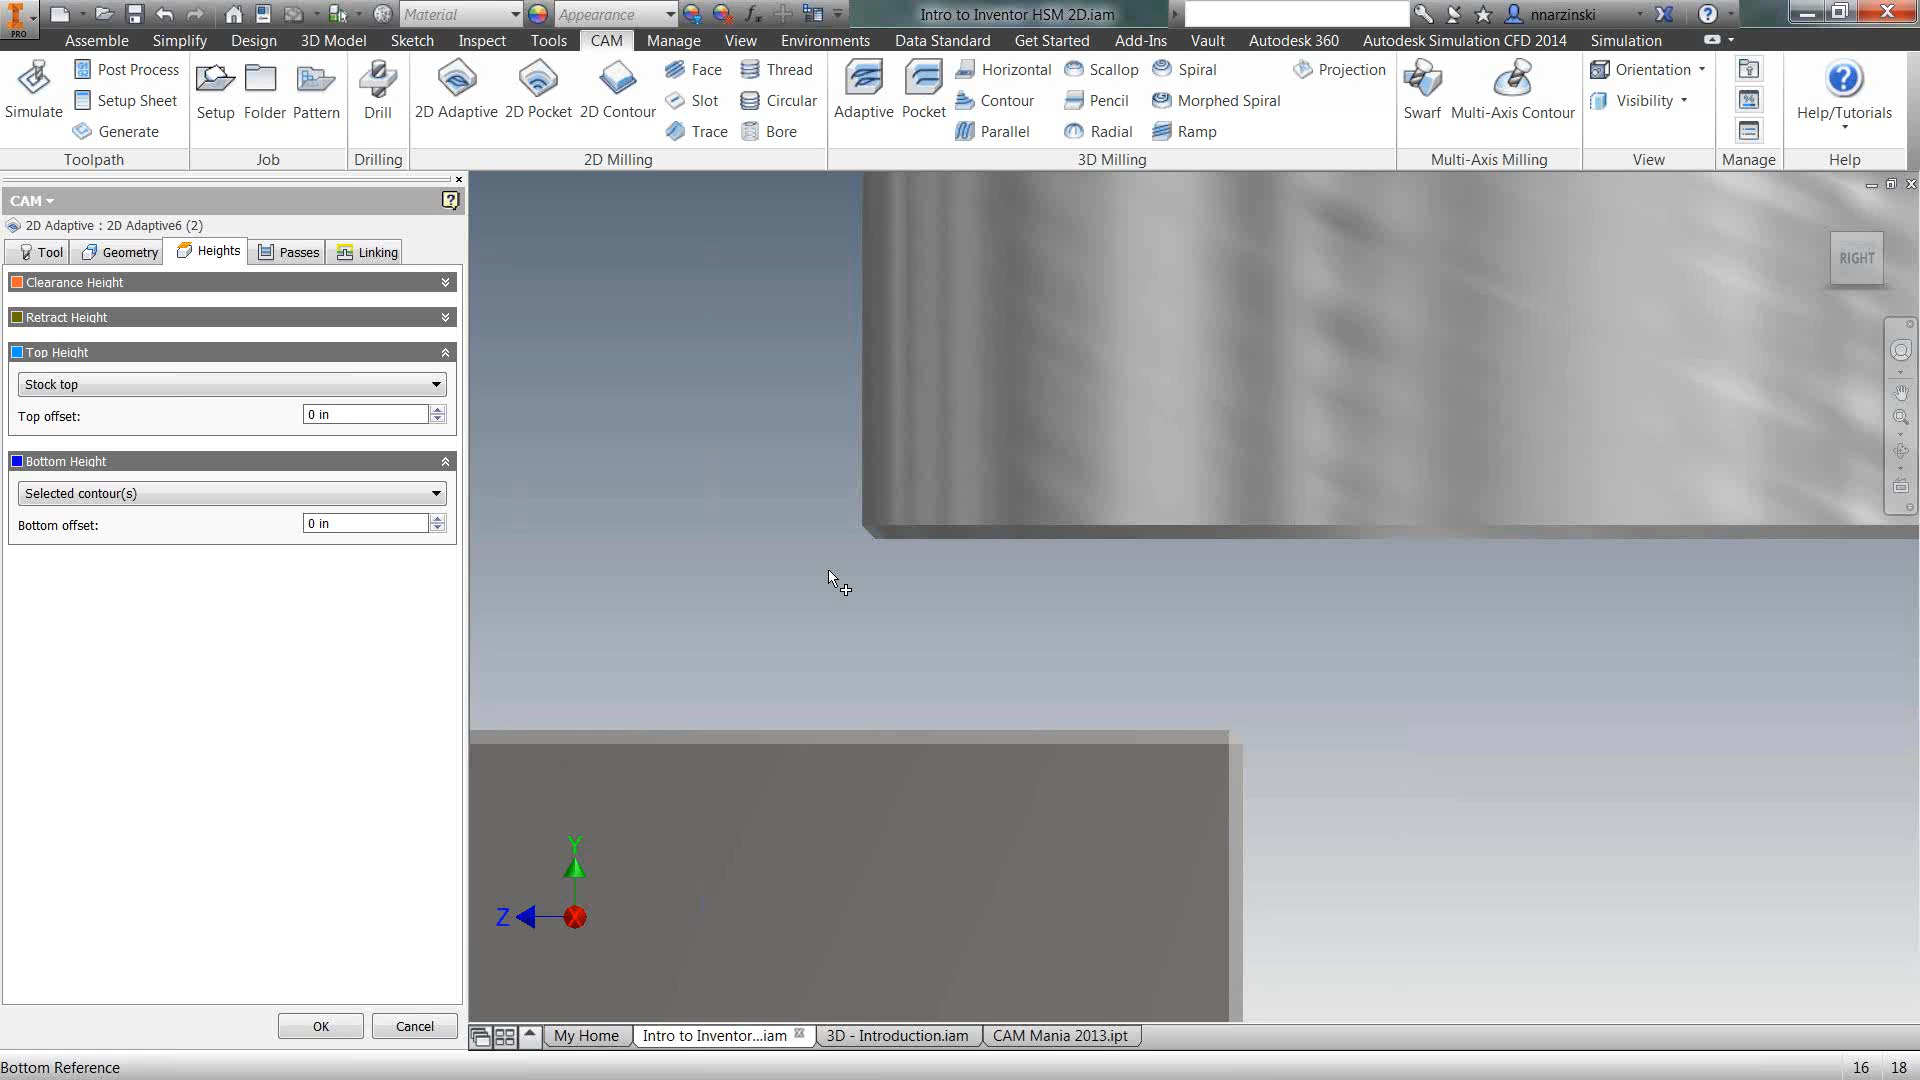 Material
Appearance
Intro to Inventor HSM 2D.iam
nnarzinski
PRO
Assemble Simplify Design 3D Model Sketch Inspect Tools CAM Manage View Environments Data Standard Get Started Add-Ins Vault Autodesk 360 Autodesk Simulation CFD 2014 Simulation
Simulate
Post Process
Setup Sheet
Generate
Setup Folder Pattern
Drill
2D Adaptive 2D Pocket 2D Contour
Face
Slot
Trace
Thread
Circular
Bore
Adaptive Pocket
Horizontal
Contour
Parallel
Scallop
Pencil
Radial
Spiral
Morphed Spiral
Ramp
Projection
Swarf Multi-Axis Contour
Orientation
Visibility
Help/Tutorials
Toolpath Job Drilling 2D Milling 3D Milling Multi-Axis Milling View Manage Help
CAM
2D Adaptive : 2D Adaptive6 (2)
Tool Geometry Heights Passes Linking
Clearance Height
Retract Height
Top Height
Stock top
Top offset: 0 in
Bottom Height
Selected contour(s)
Bottom offset: 0 in
OK Cancel
RIGHT
Y
Z
X
My Home Intro to Inventor...iam 3D - Introduction.iam CAM Mania 2013.ipt
Bottom Reference 16 18